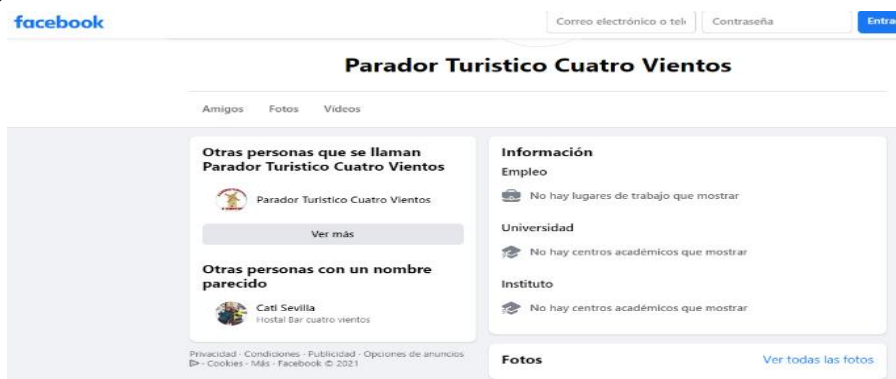 facebook
Correo electrónico o telé
Contraseña
Parador Turistico Cuatro Vientos
Amigos Fotos Vídeos
Otras personas que se llaman
Parador Turistico Cuatro Vientos
Parador Turistico Cuatro Vientos
Ver más
Otras personas con un nombre
parecido
Cati Sevilla
Hostal Bar cuatro vientos
Privacidad · Condiciones · Publicidad · Opciones de anuncios
· Cookies · Más · Facebook © 2021
Información
Empleo
No hay lugares de trabajo que mostrar
Universidad
No hay centros académicos que mostrar
Instituto
No hay centros académicos que mostrar
Fotos
Ver todas las fotos